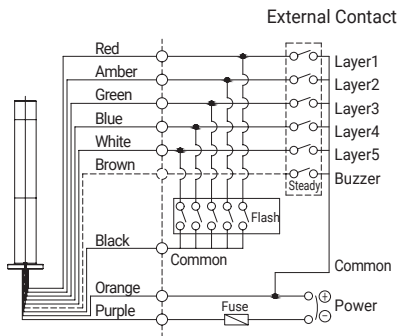 External Contact
Red
Layer1
Amber
Layer2
Green
Layer3
Blue
Layer4
White
Layer5
Brown
Buzzer
Steady
Flash
Black
Common
Common
Orange
⊕
Power
Fuse
Purple
⊖